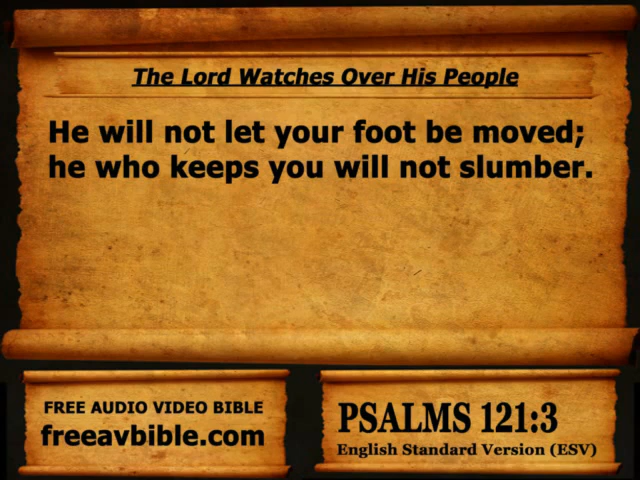 The Lord Watches Over His People
He will not let your foot be moved;
he who keeps you will not slumber.
FREE AUDIO VIDEO BIBLE
freeavbible.com
PSALMS 121:3
English Standard Version (ESV)